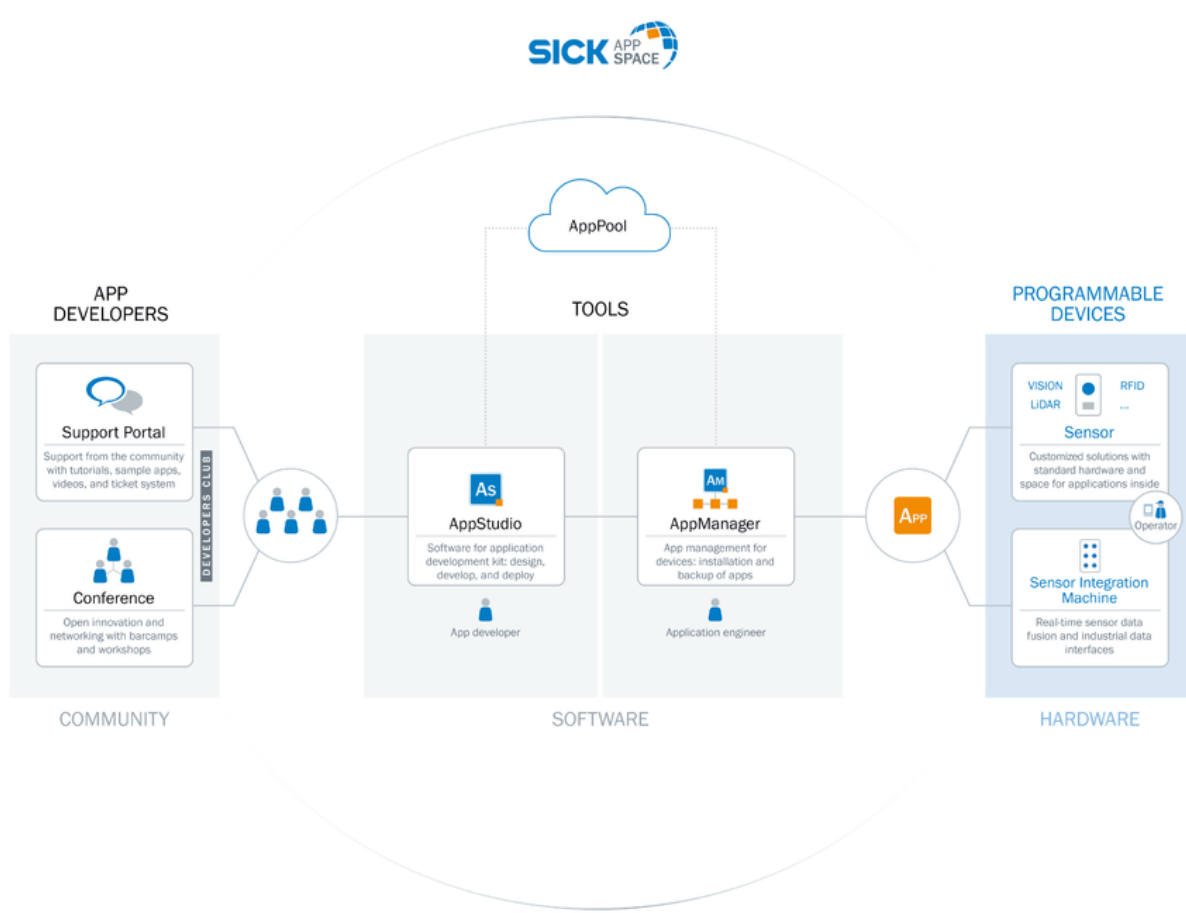 SICK APP
SPACE
AppPool
APP
DEVELOPERS
TOOLS
PROGRAMMABLE
DEVICES
Support Portal
Support from the community
with tutorials, sample apps,
videos, and ticket system
DEVELOPERS CLUB
Conference
Open innovation and
networking with barcamps
and workshops
As
AppStudio
Software for application
development kit: design,
develop, and deploy
App developer
AM
AppManager
App management for
devices: installation and
backup of apps
Application engineer
APP
VISION
RFID
LiDAR
...
Sensor
Customized solutions with
standard hardware and
space for applications inside
Operator
Sensor Integration
Machine
Real-time sensor data
fusion and industrial data
interfaces
COMMUNITY
SOFTWARE
HARDWARE